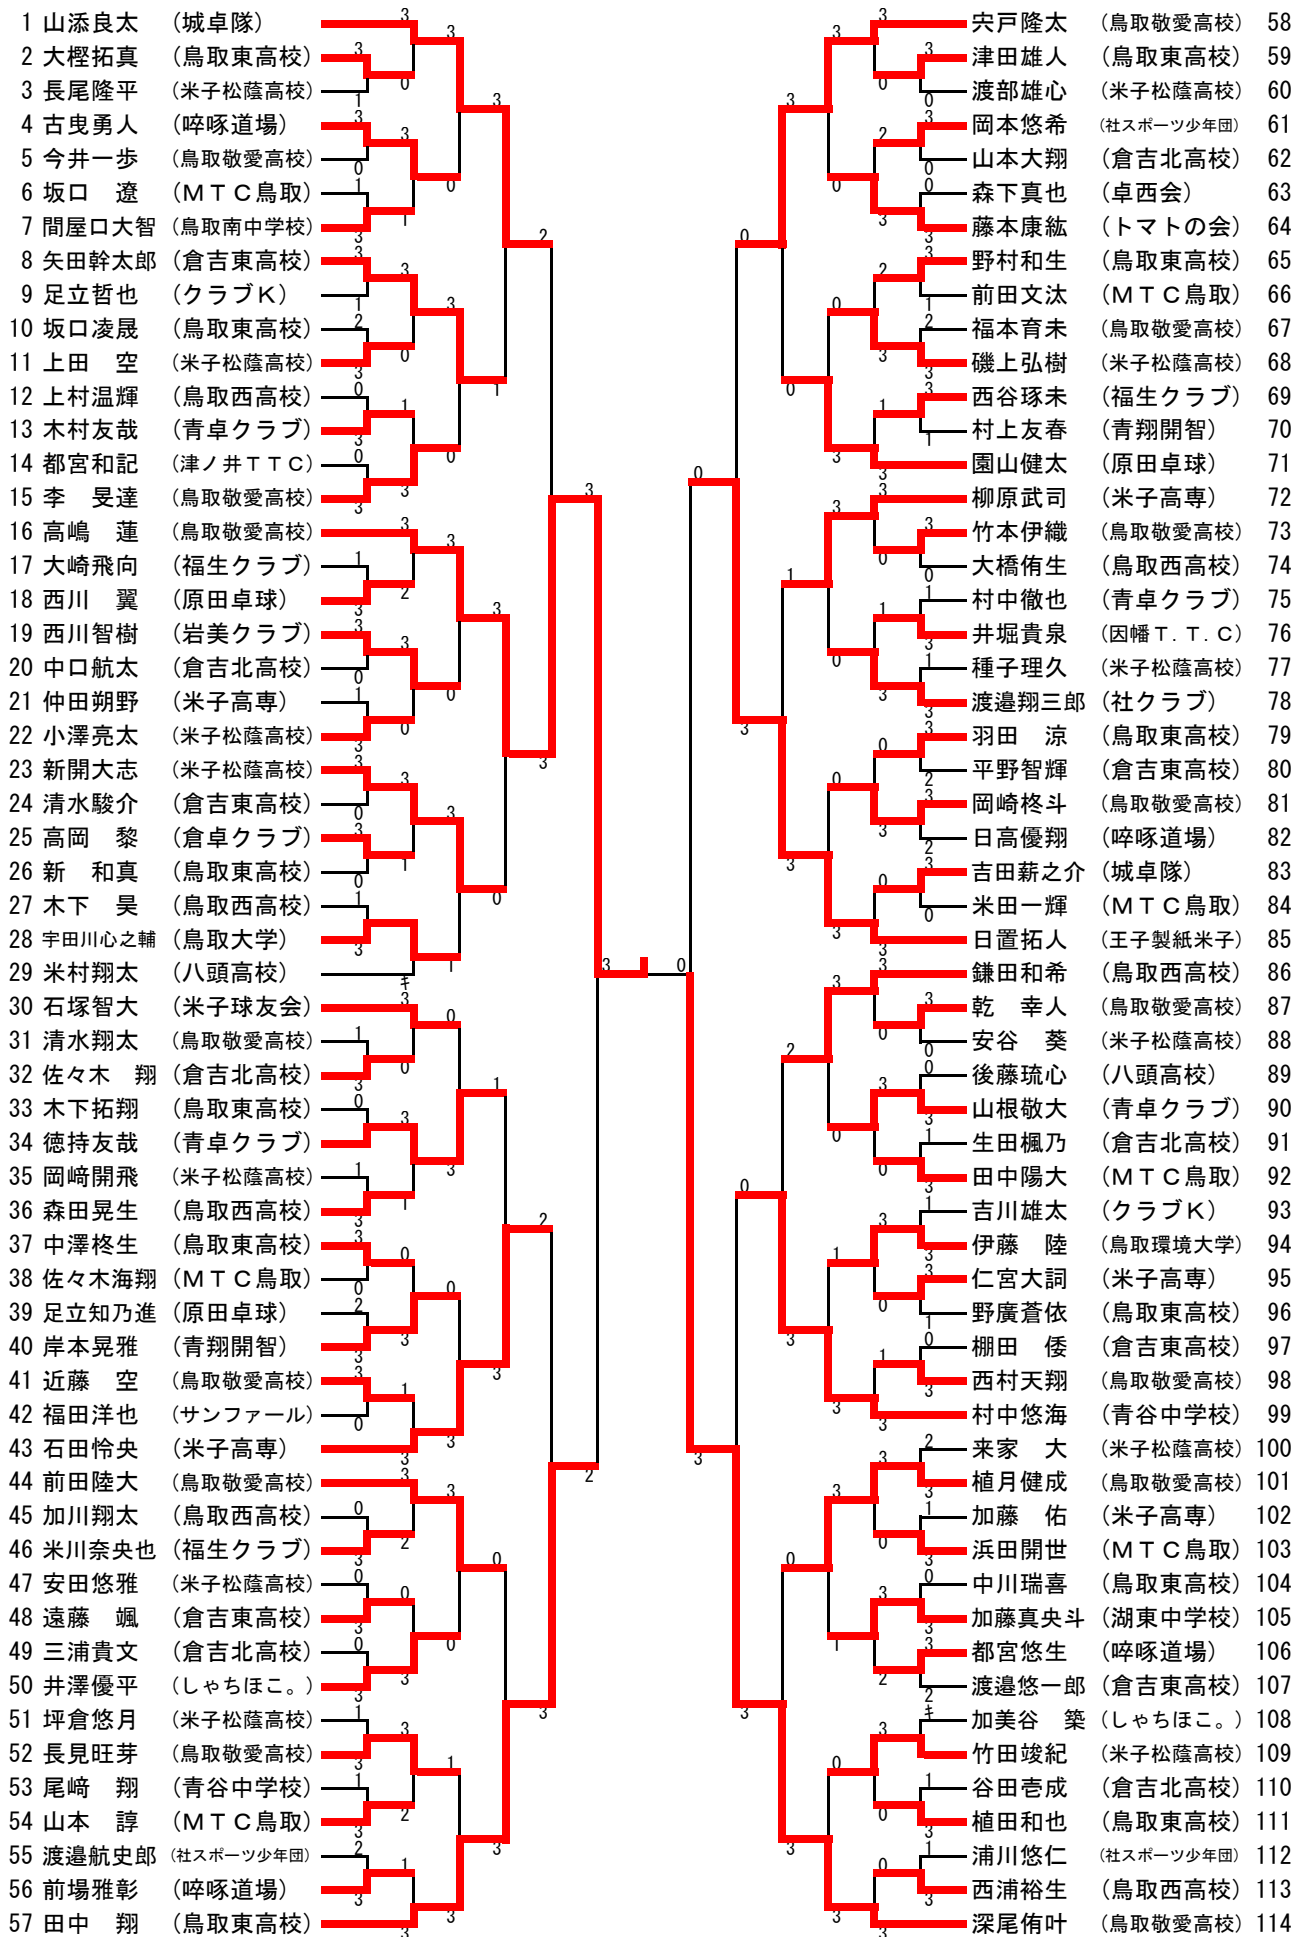 1 山添良太 (城卓隊)
2 大樫拓真 (鳥取東高校)
3 長尾隆平 (米子松蔭高校)
4 古曳勇人 (啐啄道場)
5 今井一歩 (鳥取敬愛高校)
6 坂口 遼 (ＭＴＣ鳥取)
7 間屋口大智 (鳥取南中学校)
8 矢田幹太郎 (倉吉東高校)
9 足立哲也 (クラブＫ)
10 坂口凌晟 (鳥取東高校)
11 上田 空 (米子松蔭高校)
12 上村温輝 (鳥取西高校)
13 木村友哉 (青卓クラブ)
14 都宮和記 (津ノ井ＴＴＣ)
15 李 旻達 (鳥取敬愛高校)
16 高嶋 蓮 (鳥取敬愛高校)
17 大崎飛向 (福生クラブ)
18 西川 翼 (原田卓球)
19 西川智樹 (岩美クラブ)
20 中口航太 (倉吉北高校)
21 仲田朔野 (米子高専)
22 小澤亮太 (米子松蔭高校)
23 新開大志 (米子松蔭高校)
24 清水駿介 (倉吉東高校)
25 高岡 黎 (倉卓クラブ)
26 新 和真 (鳥取東高校)
27 木下 昊 (鳥取西高校)
28 宇田川心之輔 (鳥取大学)
29 米村翔太 (八頭高校)
30 石塚智大 (米子球友会)
31 清水翔太 (鳥取敬愛高校)
32 佐々木 翔 (倉吉北高校)
33 木下拓翔 (鳥取東高校)
34 徳持友哉 (青卓クラブ)
35 岡﨑開飛 (米子松蔭高校)
36 森田晃生 (鳥取西高校)
37 中澤柊生 (鳥取東高校)
38 佐々木海翔 (ＭＴＣ鳥取)
39 足立知乃進 (原田卓球)
40 岸本晃雅 (青翔開智)
41 近藤 空 (鳥取敬愛高校)
42 福田洋也 (サンファール)
43 石田怜央 (米子高専)
44 前田陸大 (鳥取敬愛高校)
45 加川翔太 (鳥取西高校)
46 米川奈央也 (福生クラブ)
47 安田悠雅 (米子松蔭高校)
48 遠藤 颯 (倉吉東高校)
49 三浦貴文 (倉吉北高校)
50 井澤優平 (しゃちほこ。)
51 坪倉悠月 (米子松蔭高校)
52 長見旺芽 (鳥取敬愛高校)
53 尾﨑 翔 (青谷中学校)
54 山本 諄 (ＭＴＣ鳥取)
55 渡邉航史郎 (社スポーツ少年団)
56 前場雅彰 (啐啄道場)
57 田中 翔 (鳥取東高校)
宍戸隆太 (鳥取敬愛高校) 58
津田雄人 (鳥取東高校) 59
渡部雄心 (米子松蔭高校) 60
岡本悠希 (社スポーツ少年団) 61
山本大翔 (倉吉北高校) 62
森下真也 (卓西会) 63
藤本康紘 (トマトの会) 64
野村和生 (鳥取東高校) 65
前田文汰 (ＭＴＣ鳥取) 66
福本育未 (鳥取敬愛高校) 67
磯上弘樹 (米子松蔭高校) 68
西谷琢未 (福生クラブ) 69
村上友春 (青翔開智) 70
園山健太 (原田卓球) 71
柳原武司 (米子高専) 72
竹本伊織 (鳥取敬愛高校) 73
大橋侑生 (鳥取西高校) 74
村中徹也 (青卓クラブ) 75
井堀貴泉 (因幡Ｔ.Ｔ.Ｃ) 76
種子理久 (米子松蔭高校) 77
渡邉翔三郎 (社クラブ) 78
羽田 涼 (鳥取東高校) 79
平野智輝 (倉吉東高校) 80
岡崎柊斗 (鳥取敬愛高校) 81
日高優翔 (啐啄道場) 82
吉田薪之介 (城卓隊) 83
米田一輝 (ＭＴＣ鳥取) 84
日置拓人 (王子製紙米子) 85
鎌田和希 (鳥取西高校) 86
乾 幸人 (鳥取敬愛高校) 87
安谷 葵 (米子松蔭高校) 88
後藤琉心 (八頭高校) 89
山根敬大 (青卓クラブ) 90
生田楓乃 (倉吉北高校) 91
田中陽大 (ＭＴＣ鳥取) 92
吉川雄太 (クラブＫ) 93
伊藤 陸 (鳥取環境大学) 94
仁宮大詞 (米子高専) 95
野廣蒼依 (鳥取東高校) 96
棚田 倭 (倉吉東高校) 97
西村天翔 (鳥取敬愛高校) 98
村中悠海 (青谷中学校) 99
来家 大 (米子松蔭高校) 100
植月健成 (鳥取敬愛高校) 101
加藤 佑 (米子高専) 102
浜田開世 (ＭＴＣ鳥取) 103
中川瑞喜 (鳥取東高校) 104
加藤真央斗 (湖東中学校) 105
都宮悠生 (啐啄道場) 106
渡邉悠一郎 (倉吉東高校) 107
加美谷 築 (しゃちほこ。) 108
竹田竣紀 (米子松蔭高校) 109
谷田壱成 (倉吉北高校) 110
植田和也 (鳥取東高校) 111
浦川悠仁 (社スポーツ少年団) 112
西浦裕生 (鳥取西高校) 113
深尾侑叶 (鳥取敬愛高校) 114